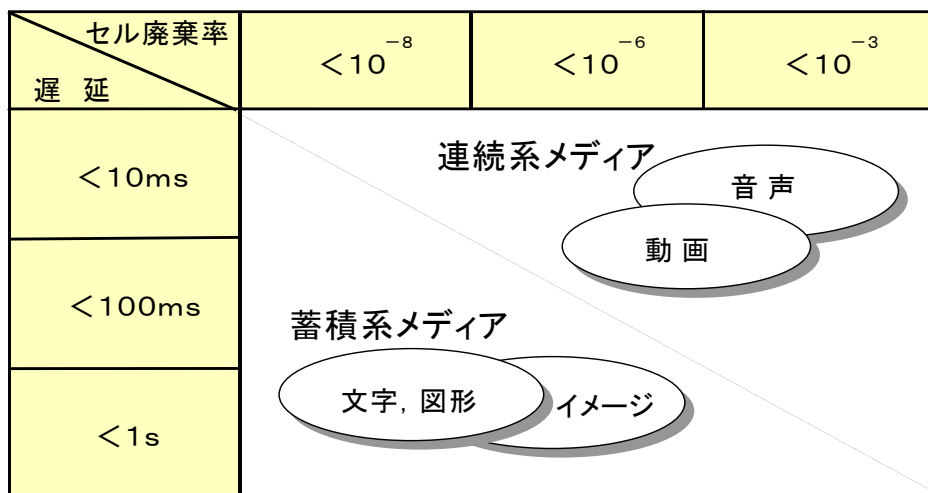 セル廃棄率
遅 延
＜10⁻⁸
＜10⁻⁶
＜10⁻³
＜10ms
＜100ms
＜1s
連続系メディア
音 声
動 画
蓄積系メディア
文字, 図形
イメージ